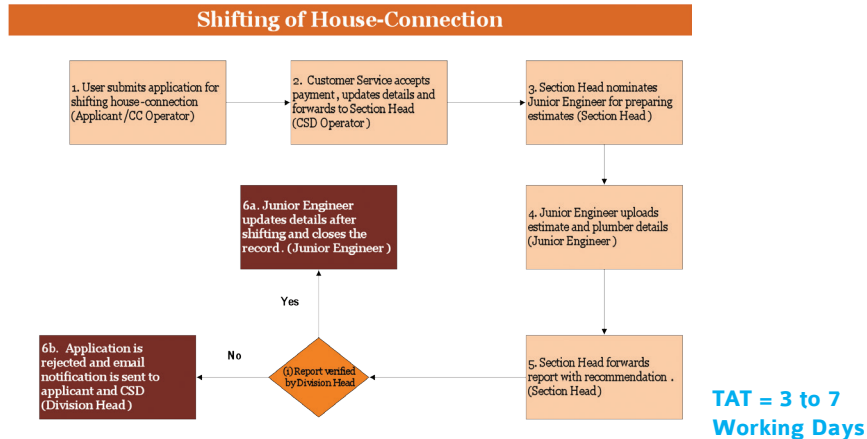 Shifting of House-Connection
1. User submits application for
shifting house-connection
(Applicant/CC Operator)
2. Customer Service accepts
payment, updates details and
forwards to Section Head
(CSD Operator)
3. Section Head nominates
Junior Engineer for preparing
estimates (Section Head)
4. Junior Engineer uploads
estimate and plumber details
(Junior Engineer)
5. Section Head forwards
report with recommendation.
(Section Head)
(i) Report verified
by Division Head
Yes
6a. Junior Engineer
updates details after
shifting and closes the
record. (Junior Engineer)
No
6b. Application is
rejected and email
notification is sent to
applicant and CSD
(Division Head)
TAT = 3 to 7
Working Days